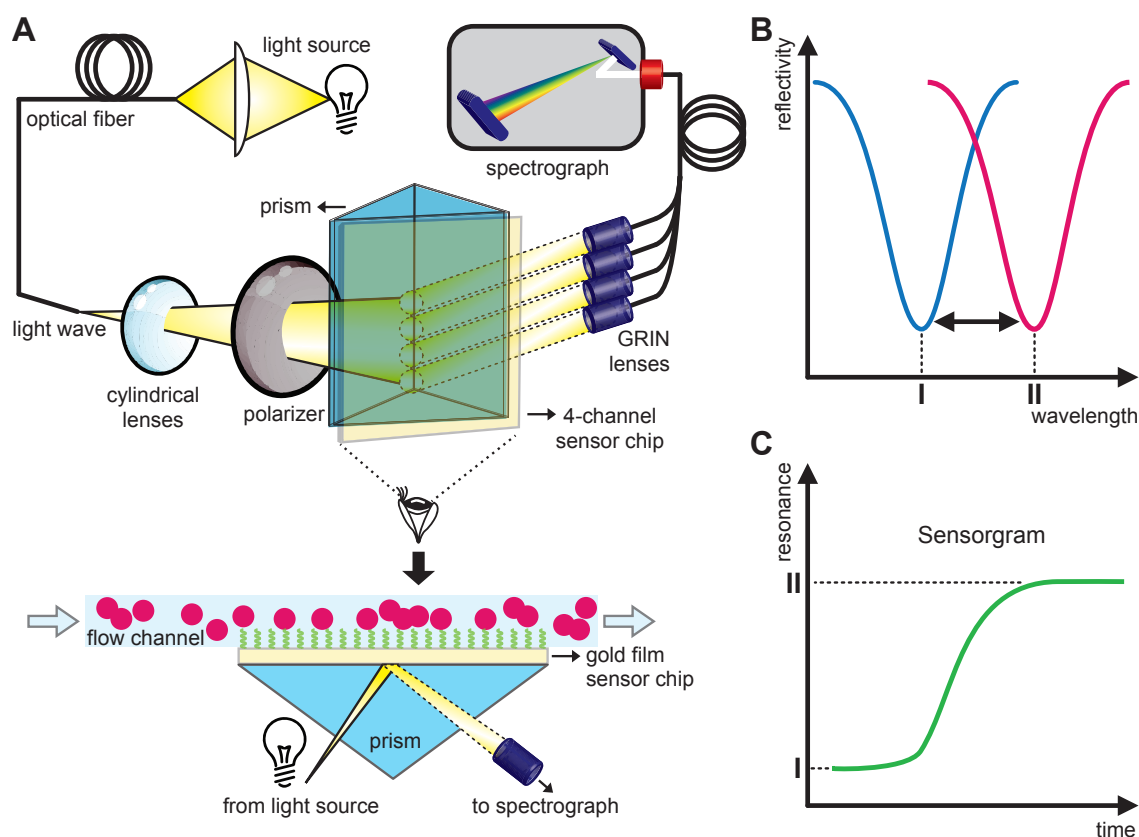 A
light source
optical fiber
spectrograph
prism
light wave
cylindrical
lenses
polarizer
GRIN
lenses
4-channel
sensor chip
flow channel
gold film
sensor chip
prism
from light source
to spectrograph
B
reflectivity
I
II
wavelength
C
resonance
Sensorgram
II
I
time